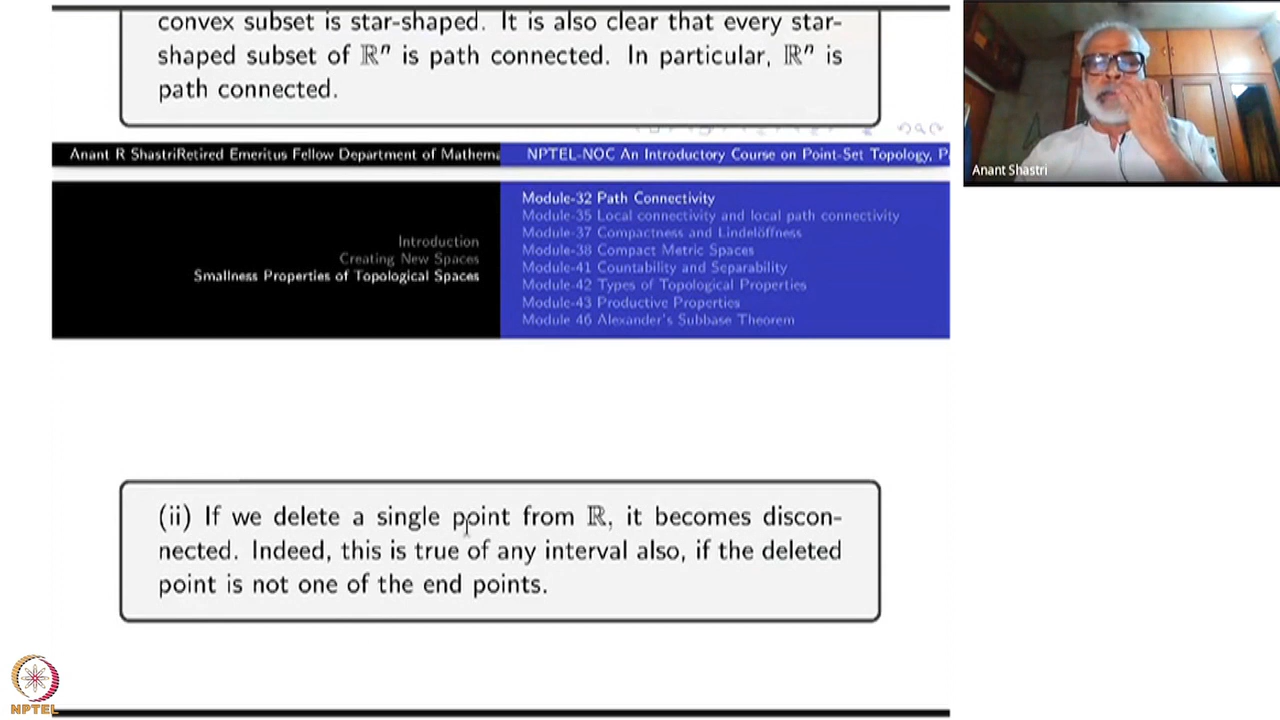 convex subset is star-shaped. It is also clear that every star-
shaped subset of ℝⁿ is path connected. In particular, ℝⁿ is
path connected.
Anant R ShastriRetired Emeritus Fellow Department of Mathema
NPTEL-NOC An Introductory Course on Point-Set Topology, P
Introduction
Creating New Spaces
Smallness Properties of Topological Spaces
Module-32 Path Connectivity
Module-35 Local connectivity and local path connectivity
Module-37 Compactness and Lindelöffness
Module-38 Compact Metric Spaces
Module-41 Countability and Separability
Module-42 Types of Topological Properties
Module-43 Productive Properties
Module 46 Alexander's Subbase Theorem
(ii) If we delete a single point from ℝ, it becomes discon-
nected. Indeed, this is true of any interval also, if the deleted
point is not one of the end points.
Anant Shastri
NPTEL